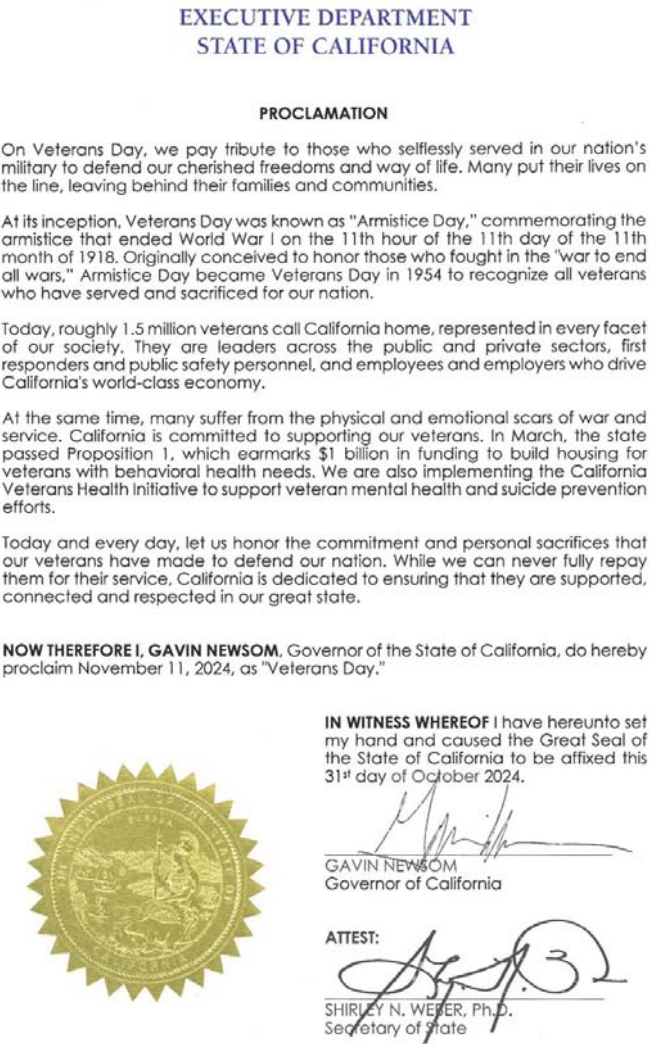 EXECUTIVE DEPARTMENT
STATE OF CALIFORNIA
PROCLAMATION
On Veterans Day, we pay tribute to those who selflessly served in our nation's
military to defend our cherished freedoms and way of life. Many put their lives on
the line, leaving behind their families and communities.
At its inception, Veterans Day was known as "Armistice Day," commemorating the
armistice that ended World War I on the 11th hour of the 11th day of the 11th
month of 1918. Originally conceived to honor those who fought in the "war to end
all wars," Armistice Day became Veterans Day in 1954 to recognize all veterans
who have served and sacrificed for our nation.
Today, roughly 1.5 million veterans call California home, represented in every facet
of our society. They are leaders across the public and private sectors, first
responders and public safety personnel, and employees and employers who drive
California's world-class economy.
At the same time, many suffer from the physical and emotional scars of war and
service. California is committed to supporting our veterans. In March, the state
passed Proposition 1, which earmarks $1 billion in funding to build housing for
veterans with behavioral health needs. We are also implementing the California
Veterans Health Initiative to support veteran mental health and suicide prevention
efforts.
Today and every day, let us honor the commitment and personal sacrifices that
our veterans have made to defend our nation. While we can never fully repay
them for their service, California is dedicated to ensuring that they are supported,
connected and respected in our great state.
NOW THEREFORE I, GAVIN NEWSOM, Governor of the State of California, do hereby
proclaim November 11, 2024, as "Veterans Day."
IN WITNESS WHEREOF I have hereunto set
my hand and caused the Great Seal of
the State of California to be affixed this
31st day of October 2024.
GAVIN NEWSOM
Governor of California
ATTEST:
SHIRLEY N. WEBER, Ph.D.
Secretary of State